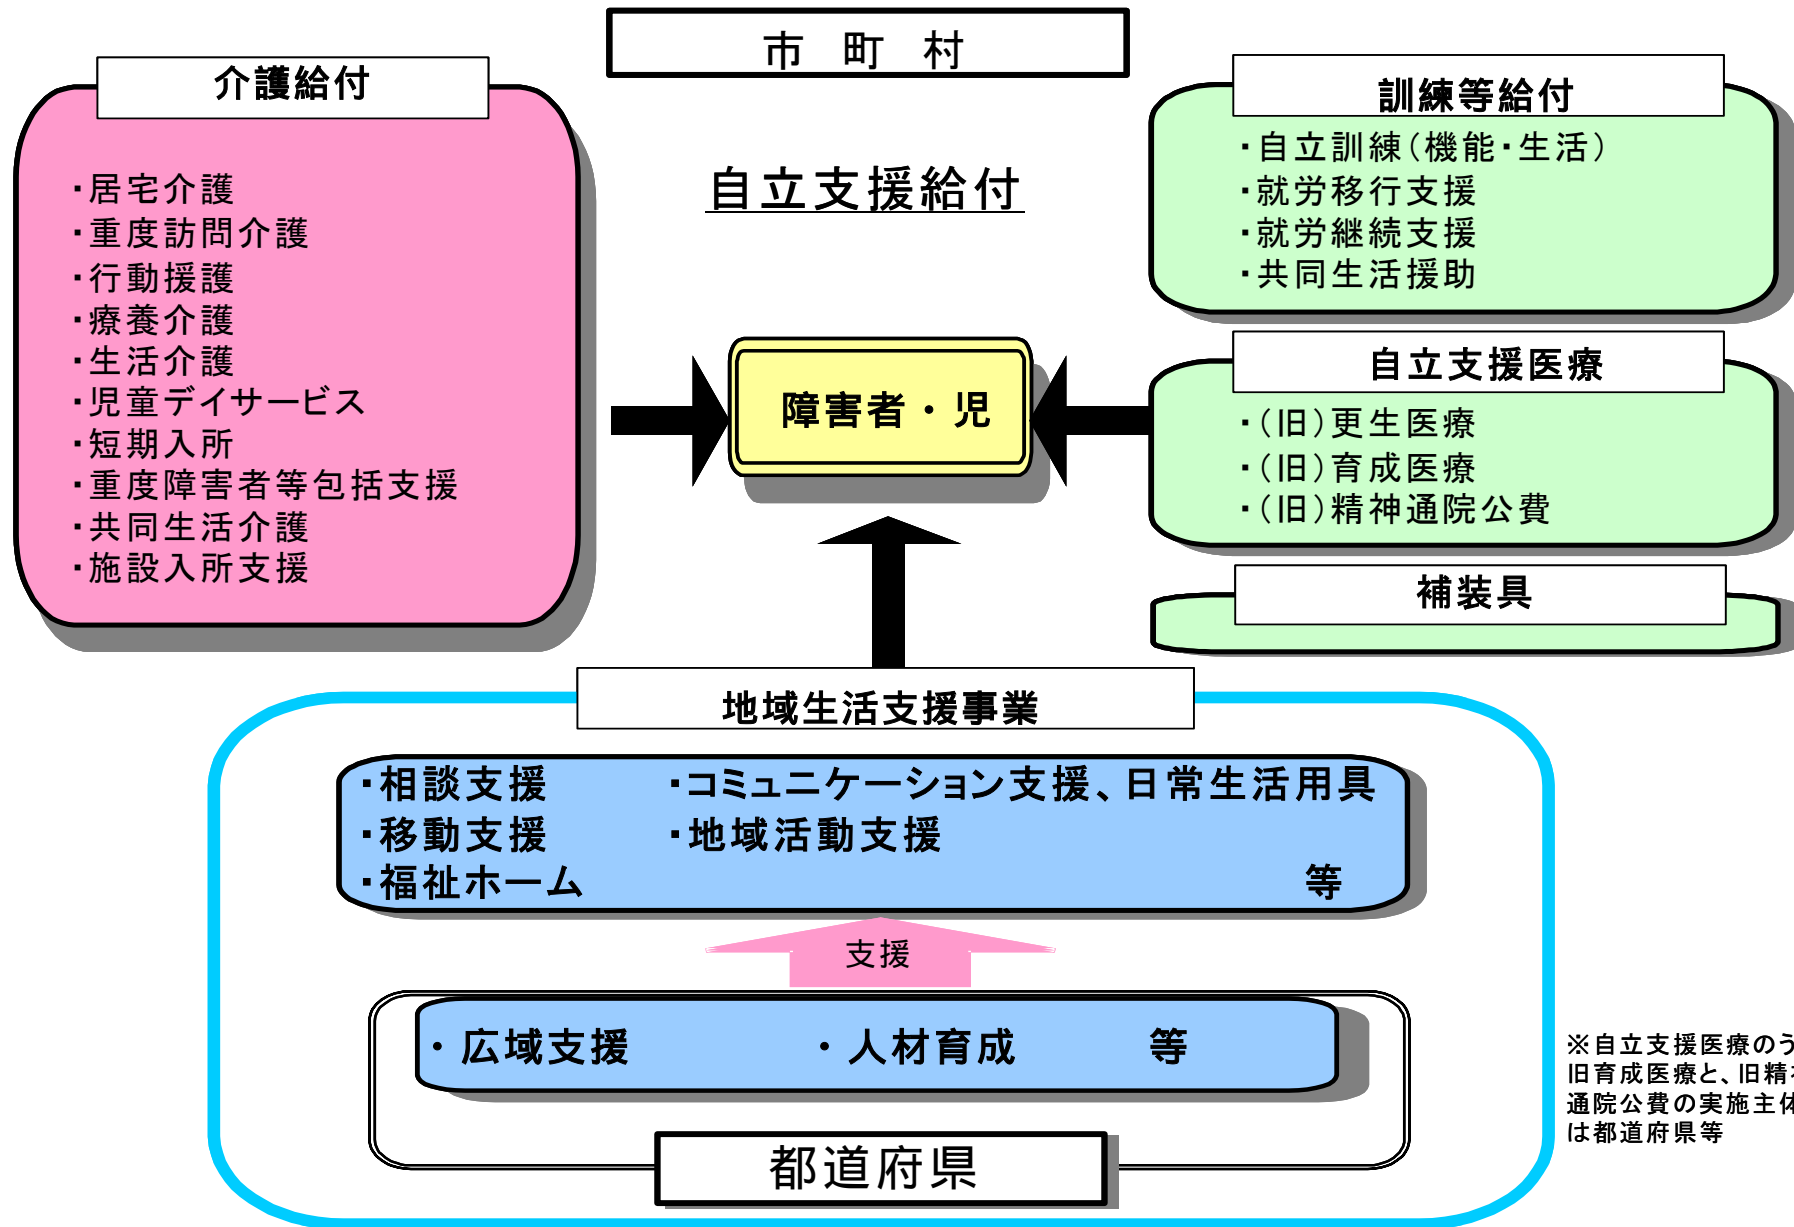 市 町 村
介護給付
・居宅介護
・重度訪問介護
・行動援護
・療養介護
・生活介護
・児童デイサービス
・短期入所
・重度障害者等包括支援
・共同生活介護
・施設入所支援
自立支援給付
障害者・児
訓練等給付
・自立訓練(機能・生活)
・就労移行支援
・就労継続支援
・共同生活援助
自立支援医療
・(旧)更生医療
・(旧)育成医療
・(旧)精神通院公費
補装具
地域生活支援事業
・相談支援 ・コミュニケーション支援、日常生活用具
・移動支援 ・地域活動支援
・福祉ホーム 等
支援
・広域支援 ・人材育成 等
都道府県
※自立支援医療のう
旧育成医療と、旧精
通院公費の実施主体
は都道府県等